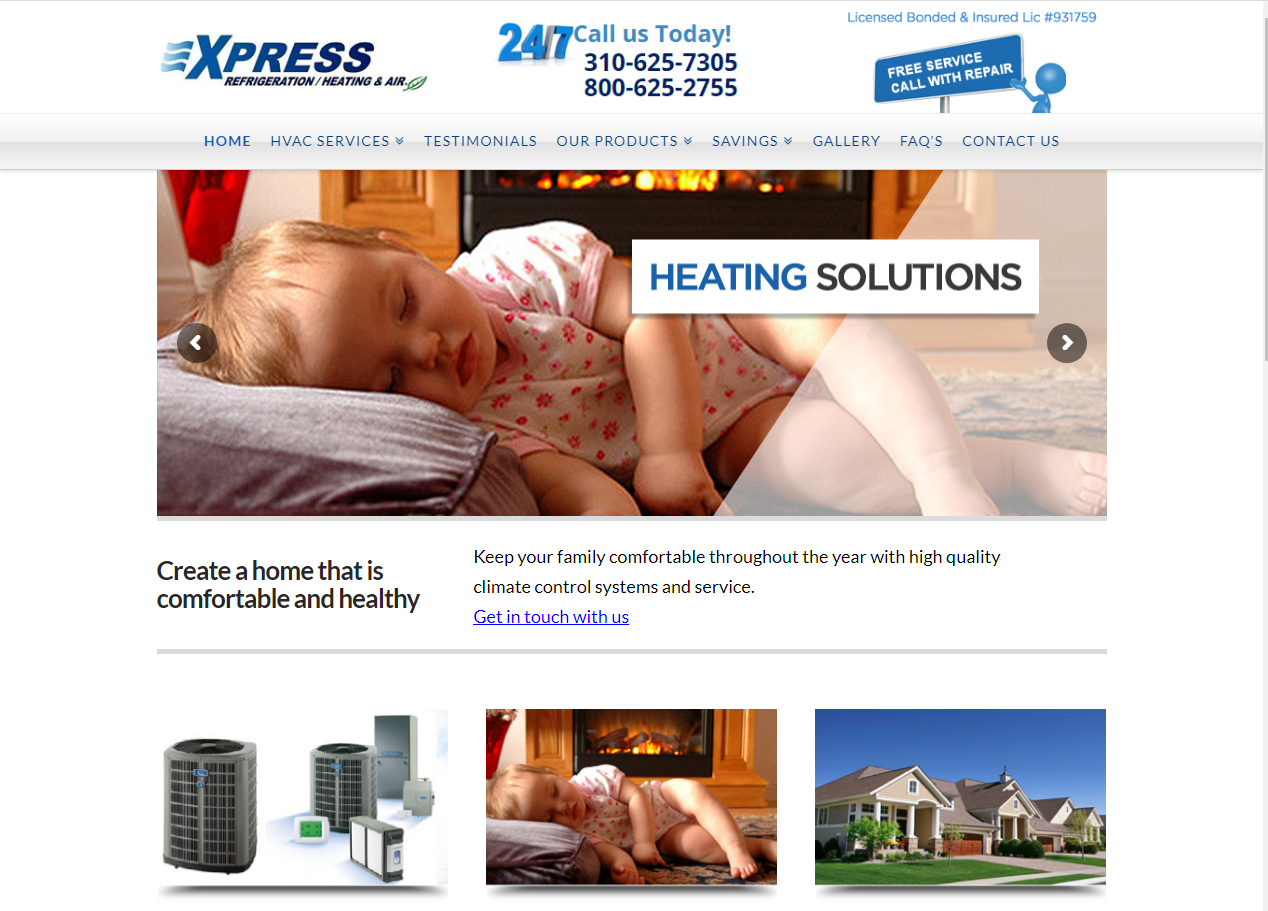 XPRESS
REFRIGERATION / HEATING & AIR
24/7
Call us Today!
310-625-7305
800-625-2755
Licensed Bonded & Insured Lic #931759
FREE SERVICE
CALL WITH REPAIR
HOME HVAC SERVICES TESTIMONIALS OUR PRODUCTS SAVINGS GALLERY FAQ'S CONTACT US
HEATING SOLUTIONS
Create a home that is
comfortable and healthy
Keep your family comfortable throughout the year with high quality
climate control systems and service.
Get in touch with us